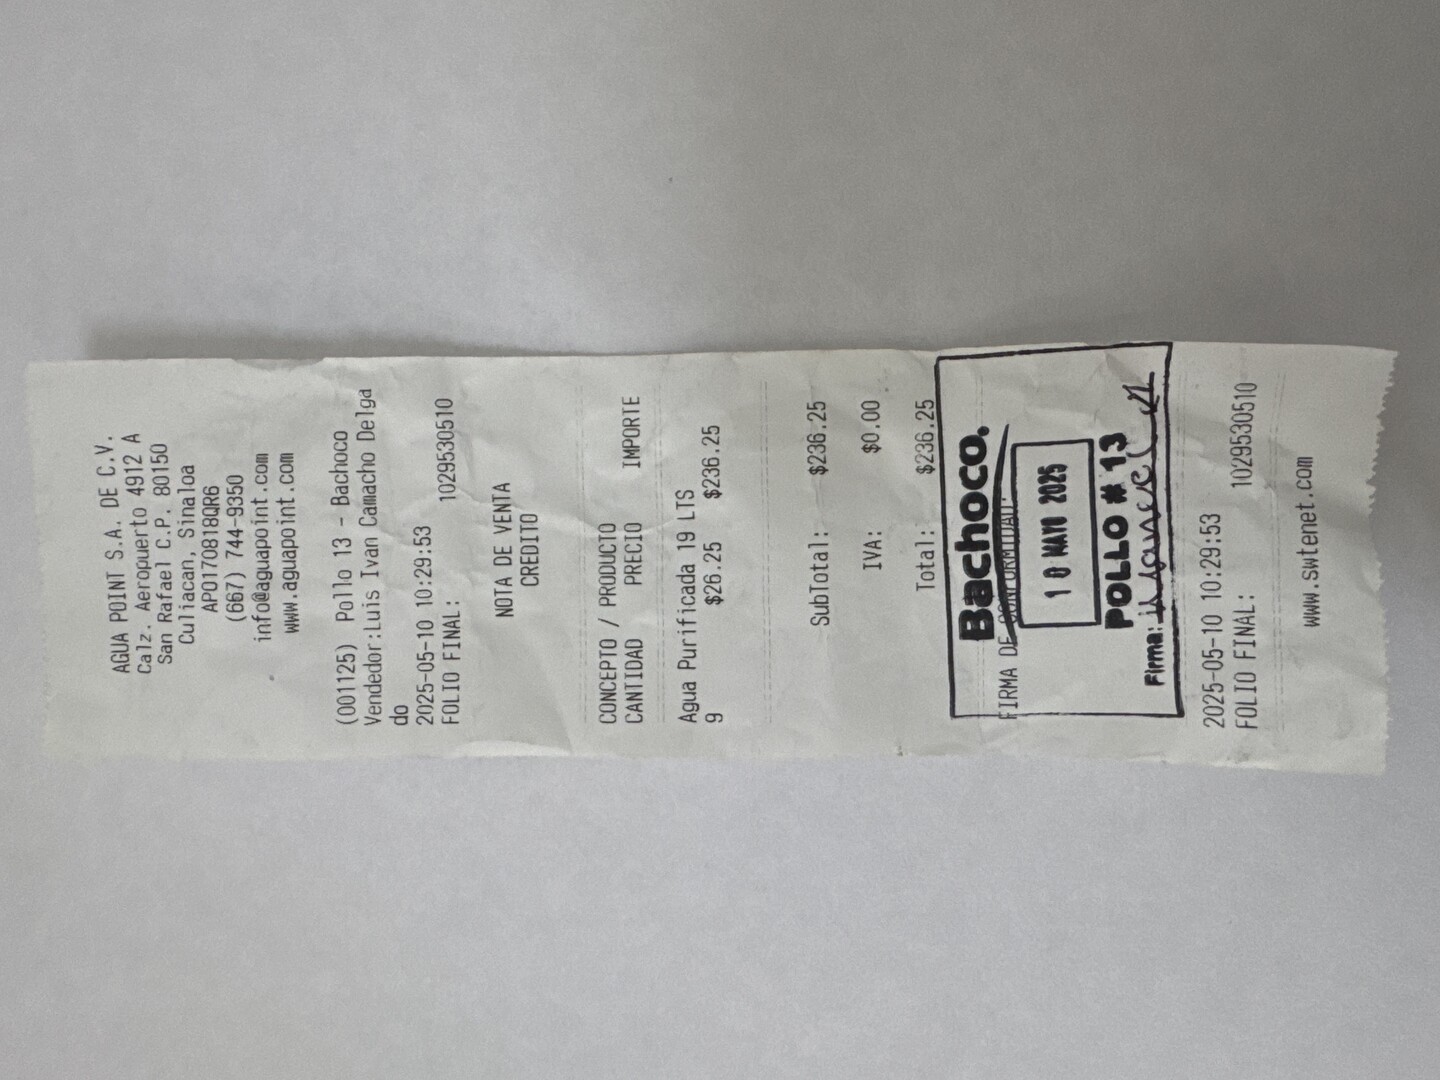 AGUA POINT S.A. DE C.V.
Calz. Aeropuerto 4912 A
San Rafael C.P. 80150
Culiacan, Sinaloa
APO170818QR6
(667) 744-9350
info@aguapoint.com
www.aguapoint.com
(001125) Pollo 13 - Bachoco
Vendedor:Luis Ivan Camacho Delga
do
2025-05-10 10:29:53
FOLIO FINAL: 1029530510
NOTA DE VENTA
CREDITO
CONCEPTO / PRODUCTO
CANTIDAD PRECIO IMPORTE
Agua Purificada 19 LTS
9 $26.25 $236.25
SubTotal: $236.25
IVA: $0.00
Total: $236.25
Bachoco.
FIRMA DE CONFORMIDAD:
10 MAYO 2025
POLLO # 13
Firma:
2025-05-10 10:29:53
FOLIO FINAL: 1029530510
www.swtenet.com